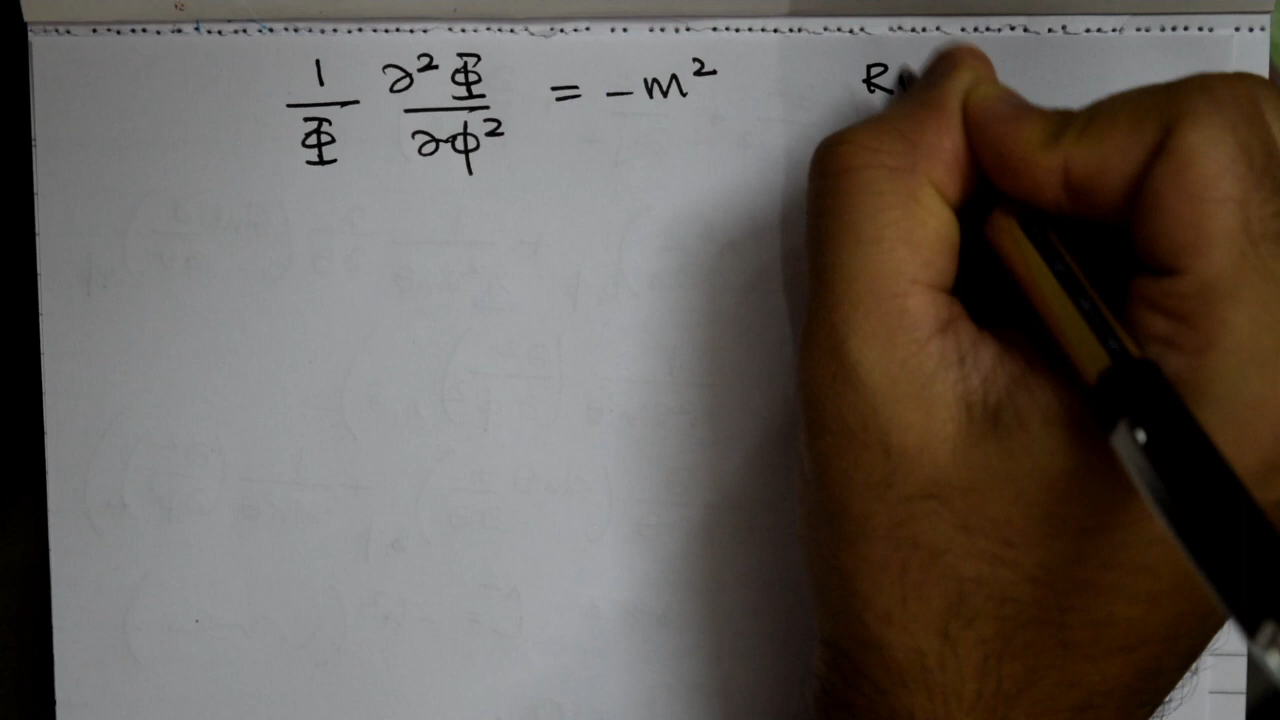 1/Φ ∂²Φ/∂ϕ² = -m² R